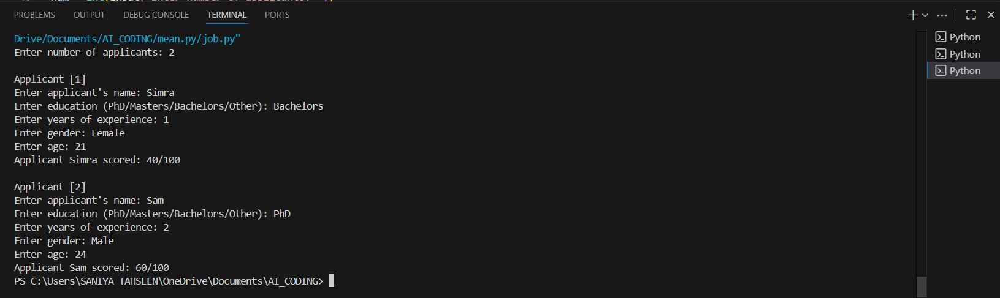 PROBLEMS OUTPUT DEBUG CONSOLE TERMINAL PORTS
Drive/Documents/AI_CODING/mean.py/job.py"
Enter number of applicants: 2
Applicant [1]
Enter applicant's name: Simra
Enter education (PhD/Masters/Bachelors/Other): Bachelors
Enter years of experience: 1
Enter gender: Female
Enter age: 21
Applicant Simra scored: 40/100
Applicant [2]
Enter applicant's name: Sam
Enter education (PhD/Masters/Bachelors/Other): PhD
Enter years of experience: 2
Enter gender: Male
Enter age: 24
Applicant Sam scored: 60/100
PS C:\Users\SANIYA TAHSEEN\OneDrive\Documents\AI_CODING>
Python
Python
Python